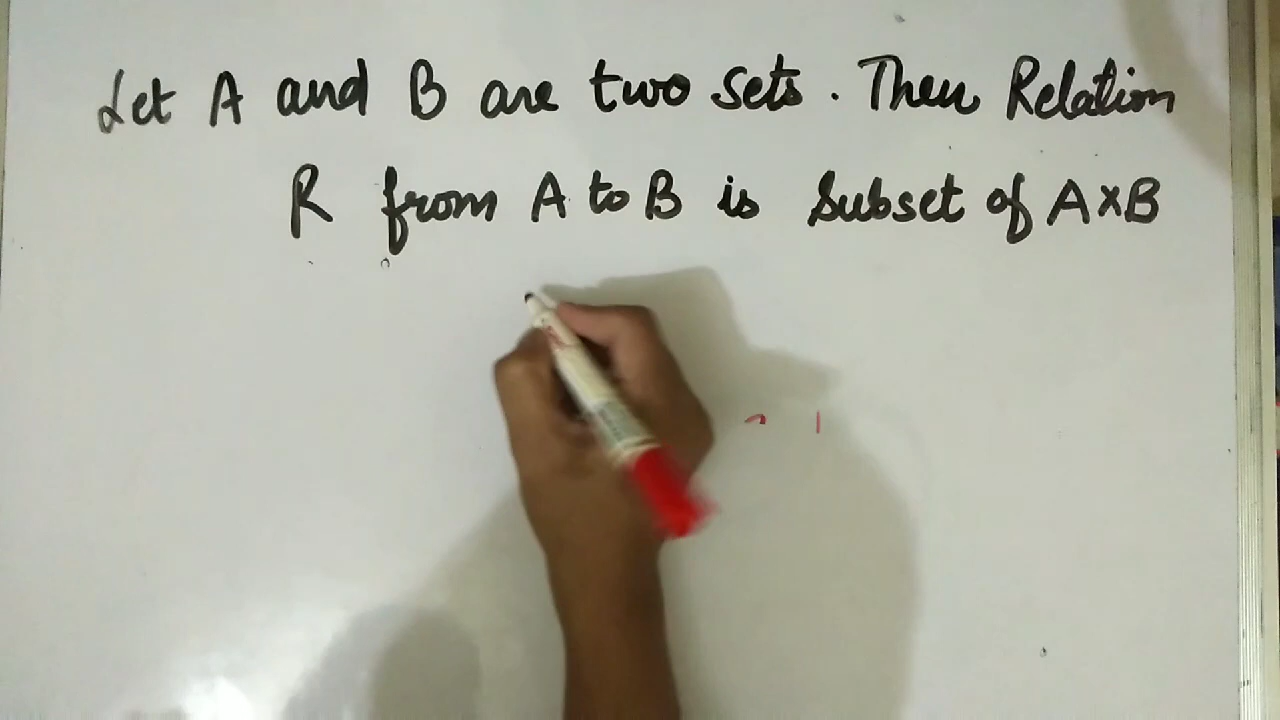 Let A and B are two sets. Then Relation
R from A to B is Subset of A×B